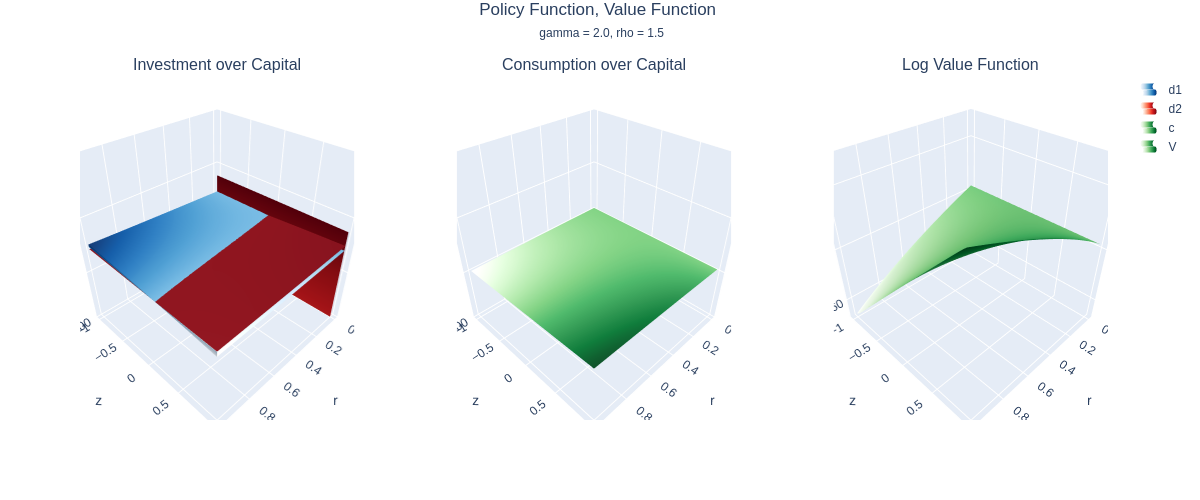 Policy Function, Value Function
gamma = 2.0, rho = 1.5
Investment over Capital
Consumption over Capital
Log Value Function
d1
d2
c
V
−0.5
0
0.5
z
0
0.2
0.4
0.6
0.8
r
−0.5
0
0.5
z
0
0.2
0.4
0.6
0.8
r
−1
−0.5
0
0.5
z
0
0.2
0.4
0.6
0.8
r